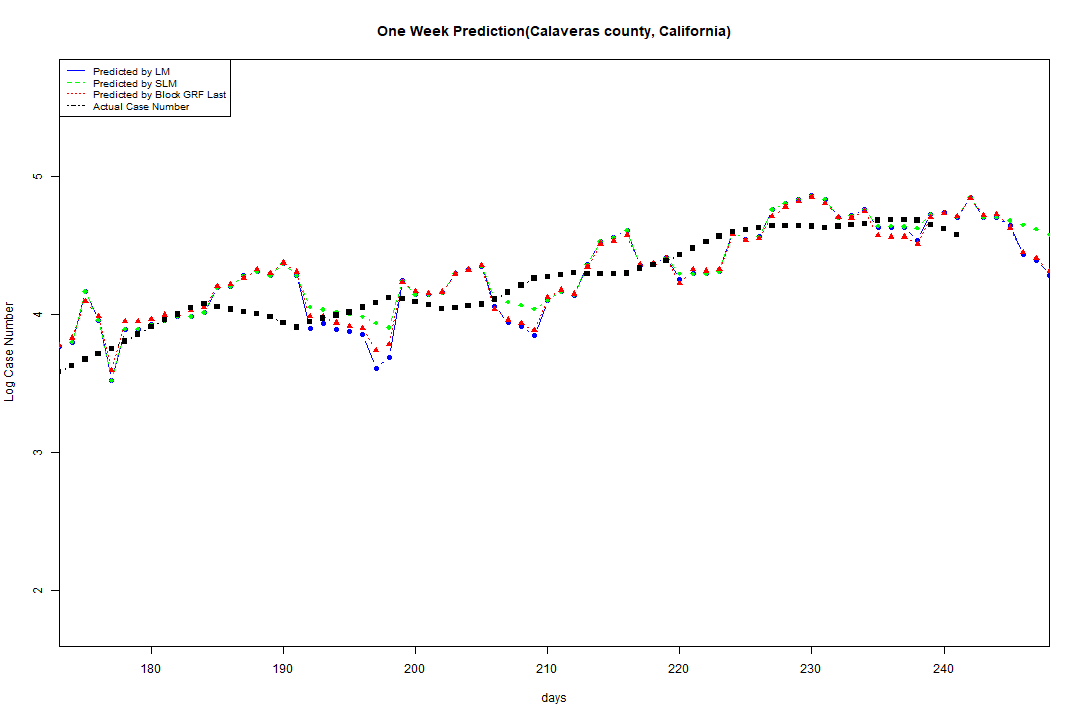 One Week Prediction(Calaveras county, California)
Predicted by LM
Predicted by SLM
Predicted by Block GRF Last
Actual Case Number
5
4
3
2
Log Case Number
180 190 200 210 220 230 240
days